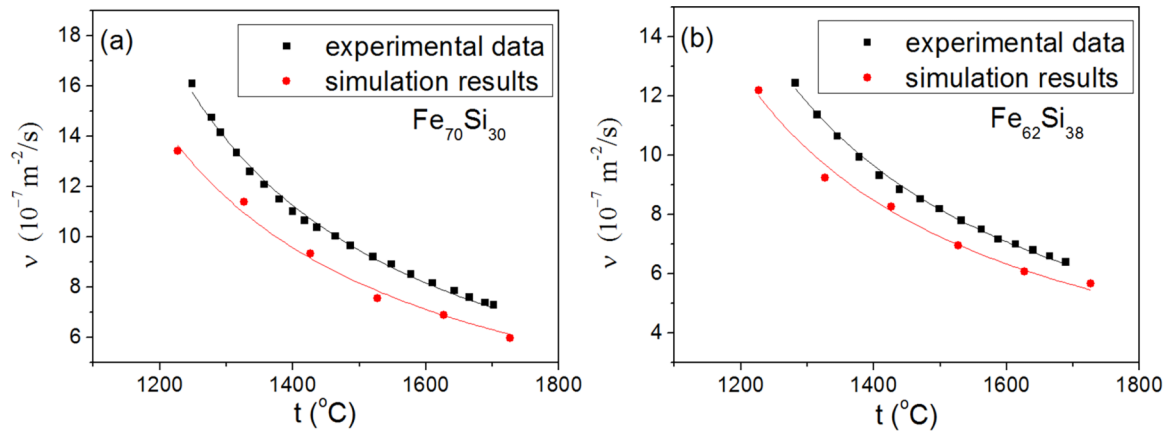 (a)
experimental data
simulation results
Fe70Si30
18
16
14
12
10
8
6
ν (10-7 m-2/s)
1200 1400 1600 1800
t (oC)
(b)
experimental data
simulation results
Fe62Si38
14
12
10
8
6
4
ν (10-7 m-2/s)
1200 1400 1600 1800
t (oC)